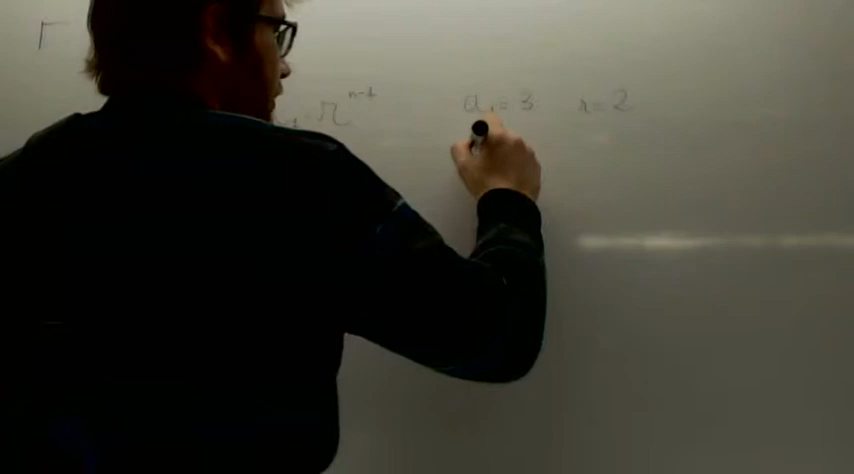 r^{n-1} a₁ = 3 r = 2